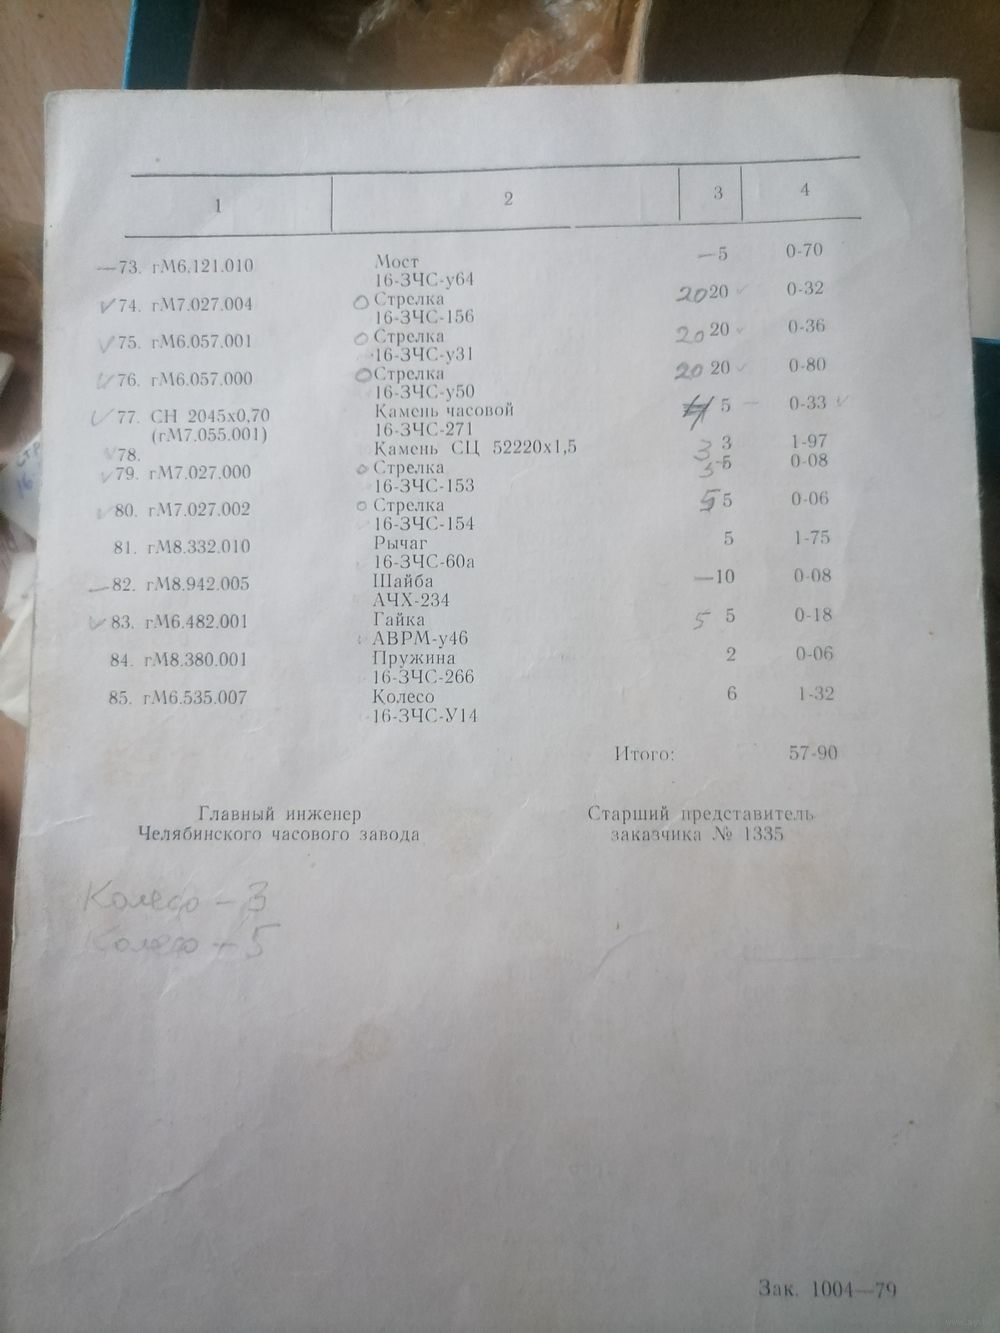 1 2 3 4
—73. гМ6.121.010 Мост —5 0-70
16-ЗЧС-у64
✓74. гМ7.027.004 Стрелка 20 20 ✓ 0-32
16-ЗЧС-156
✓75. гМ6.057.001 Стрелка 20 20 ✓ 0-36
16-ЗЧС-у31
✓76. гМ6.057.000 Стрелка 20 20 ✓ 0-80
16-ЗЧС-у50
✓77. СН 2045х0,70 Камень часовой 5 — 0-33 ✓
(гМ7.055.001) 16-ЗЧС-271
✓78. Камень СЦ 52220х1,5 3 3 1-97
✓79. гМ7.027.000 Стрелка 5 5 0-08
16-ЗЧС-153
✓80. гМ7.027.002 Стрелка 5 5 0-06
16-ЗЧС-154
81. гМ8.332.010 Рычаг 5 1-75
16-ЗЧС-60а
—82. гМ8.942.005 Шайба —10 0-08
АЧХ-234
✓83. гМ6.482.001 Гайка 5 5 0-18
АВРМ-у46
84. гМ8.380.001 Пружина 2 0-06
16-ЗЧС-266
85. гМ6.535.007 Колесо 6 1-32
16-ЗЧС-У14
Итого: 57-90
Главный инженер
Челябинского часового завода
Старший представитель
заказчика № 1335
Колесо – 3
Колесо – 5
Зак. 1004—79